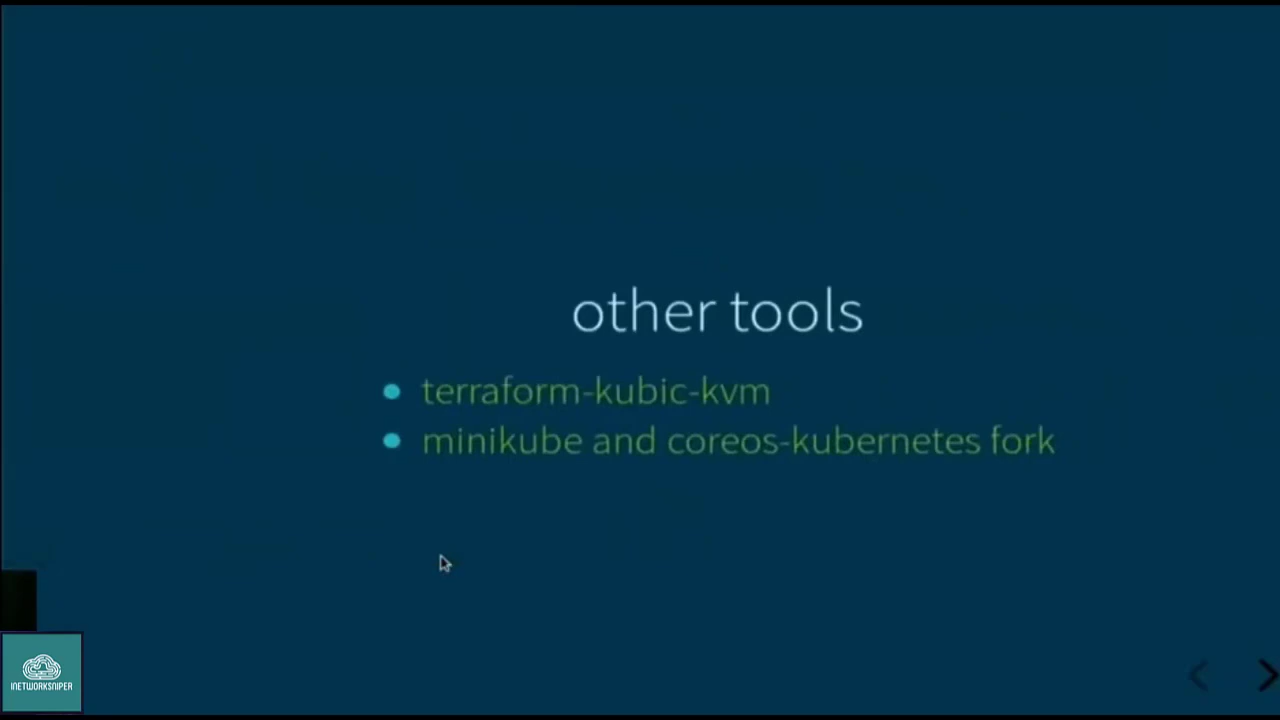 other tools
terraform-kubic-kvm
minikube and coreos-kubernetes fork
INETWORKSNIPER